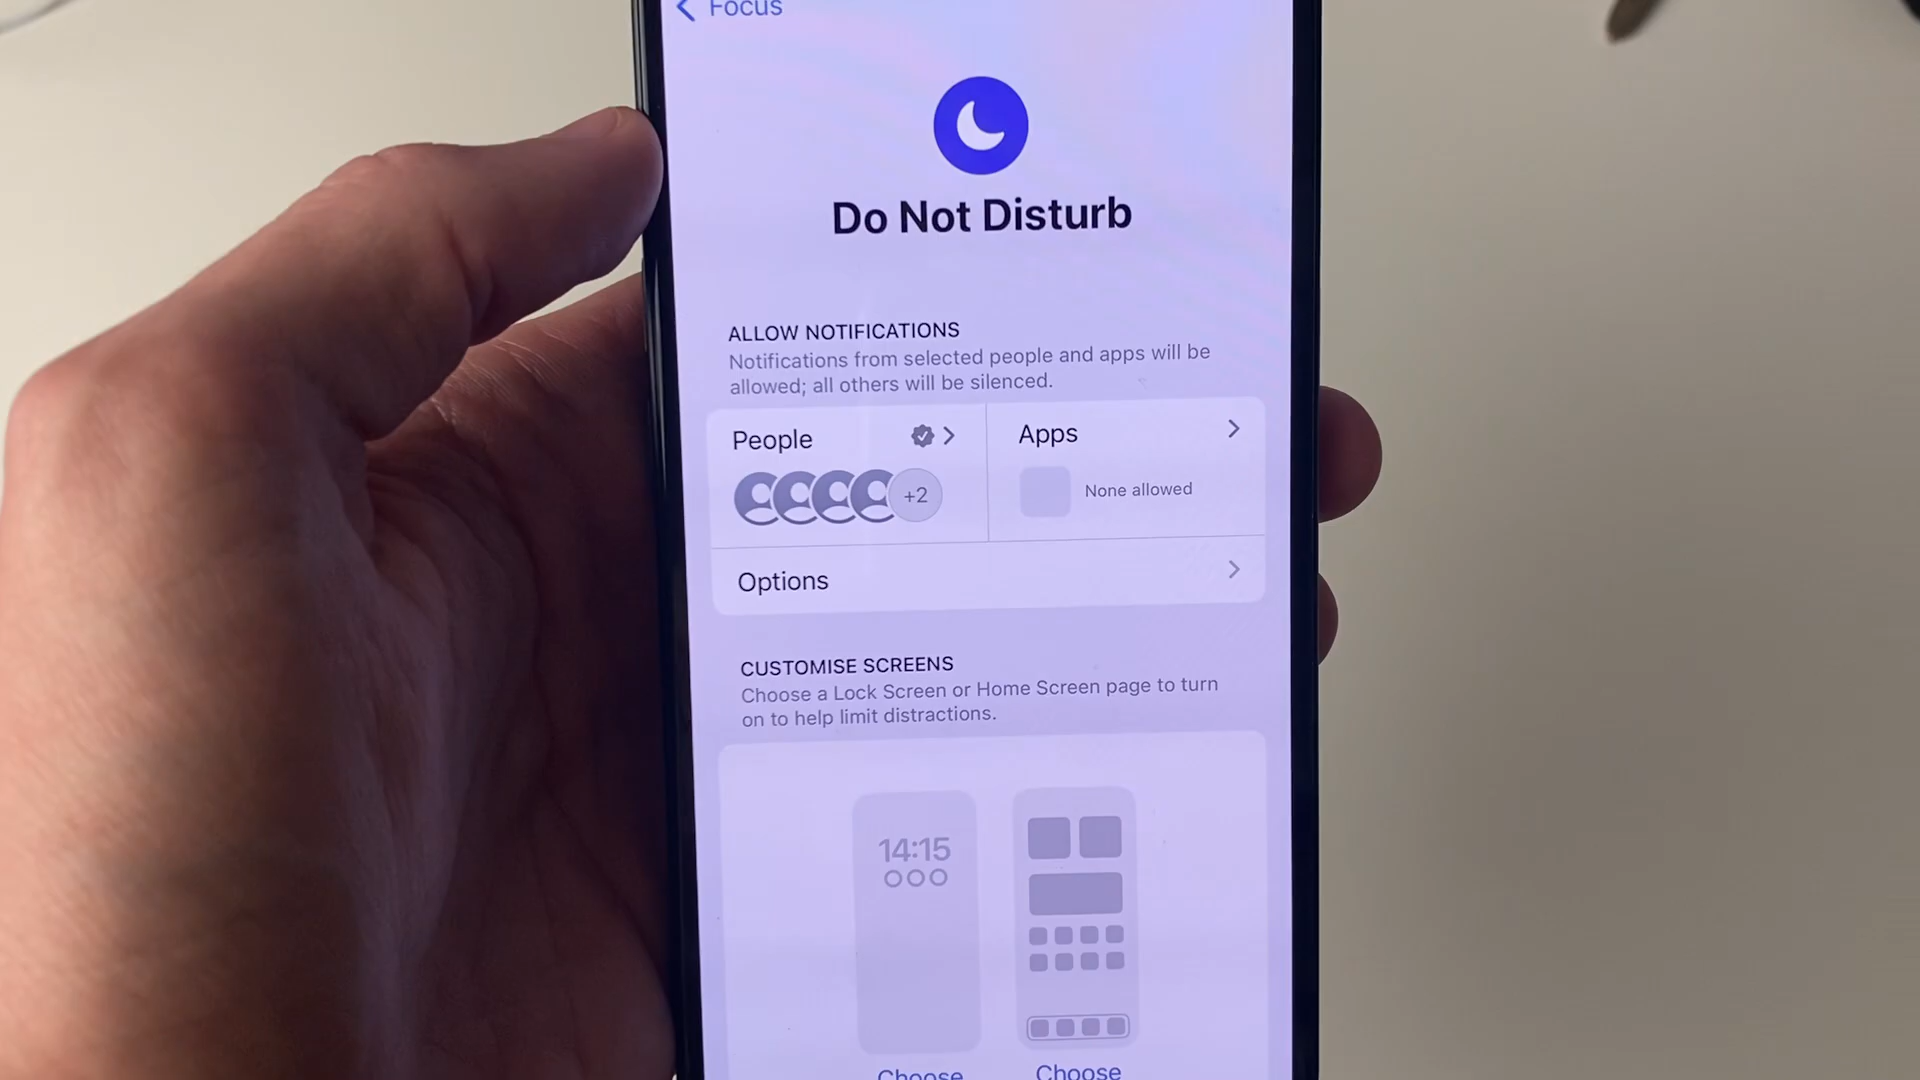 Focus
Do Not Disturb
ALLOW NOTIFICATIONS
Notifications from selected people and apps will be
allowed; all others will be silenced.
People
Apps
+2
None allowed
Options
CUSTOMISE SCREENS
Choose a Lock Screen or Home Screen page to turn
on to help limit distractions.
14:15
Choose
Choose